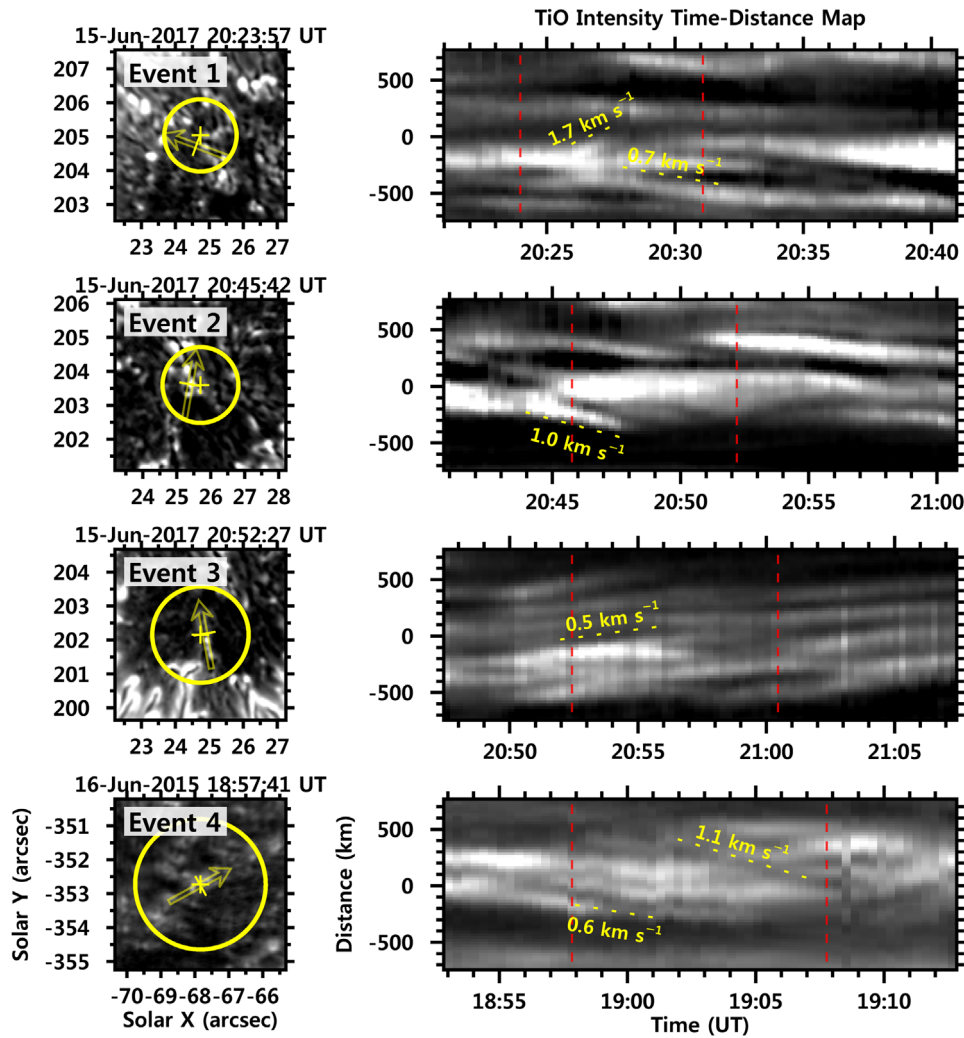 TiO Intensity Time-Distance Map
15-Jun-2017 20:23:57 UT
Event 1
207
206
205
204
203
23 24 25 26 27
500
0
-500
1.7 km s⁻¹
0.7 km s⁻¹
20:25 20:30 20:35 20:40
15-Jun-2017 20:45:42 UT
Event 2
206
205
204
203
202
24 25 26 27 28
500
0
-500
1.0 km s⁻¹
20:45 20:50 20:55 21:00
15-Jun-2017 20:52:27 UT
Event 3
204
203
202
201
200
23 24 25 26 27
500
0
-500
0.5 km s⁻¹
20:50 20:55 21:00 21:05
16-Jun-2015 18:57:41 UT
Event 4
Solar Y (arcsec)
-351
-352
-353
-354
-355
-70-69-68-67-66
Solar X (arcsec)
Distance (km)
500
0
-500
1.1 km s⁻¹
0.6 km s⁻¹
18:55 19:00 19:05 19:10
Time (UT)